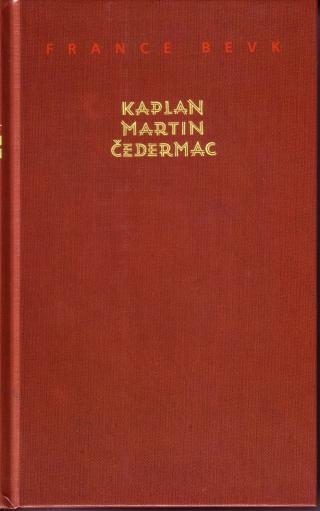 FRANCE BEVK
KAPLAN
MARTIN
ČEDERMAC